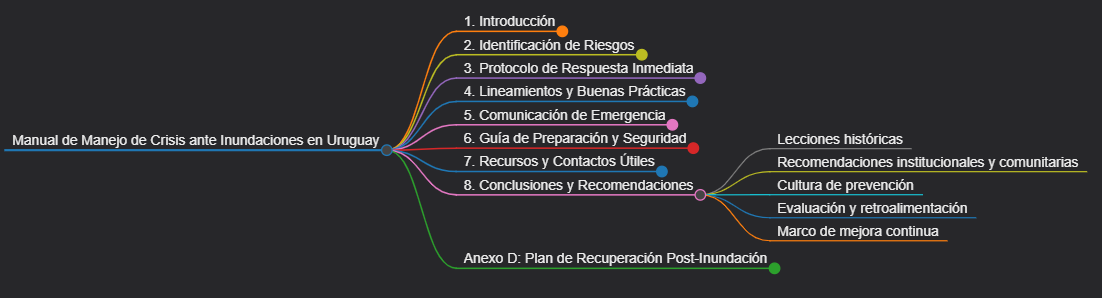 Manual de Manejo de Crisis ante Inundaciones en Uruguay
1. Introducción
2. Identificación de Riesgos
3. Protocolo de Respuesta Inmediata
4. Lineamientos y Buenas Prácticas
5. Comunicación de Emergencia
6. Guía de Preparación y Seguridad
7. Recursos y Contactos Útiles
8. Conclusiones y Recomendaciones
Lecciones históricas
Recomendaciones institucionales y comunitarias
Cultura de prevención
Evaluación y retroalimentación
Marco de mejora continua
Anexo D: Plan de Recuperación Post-Inundación